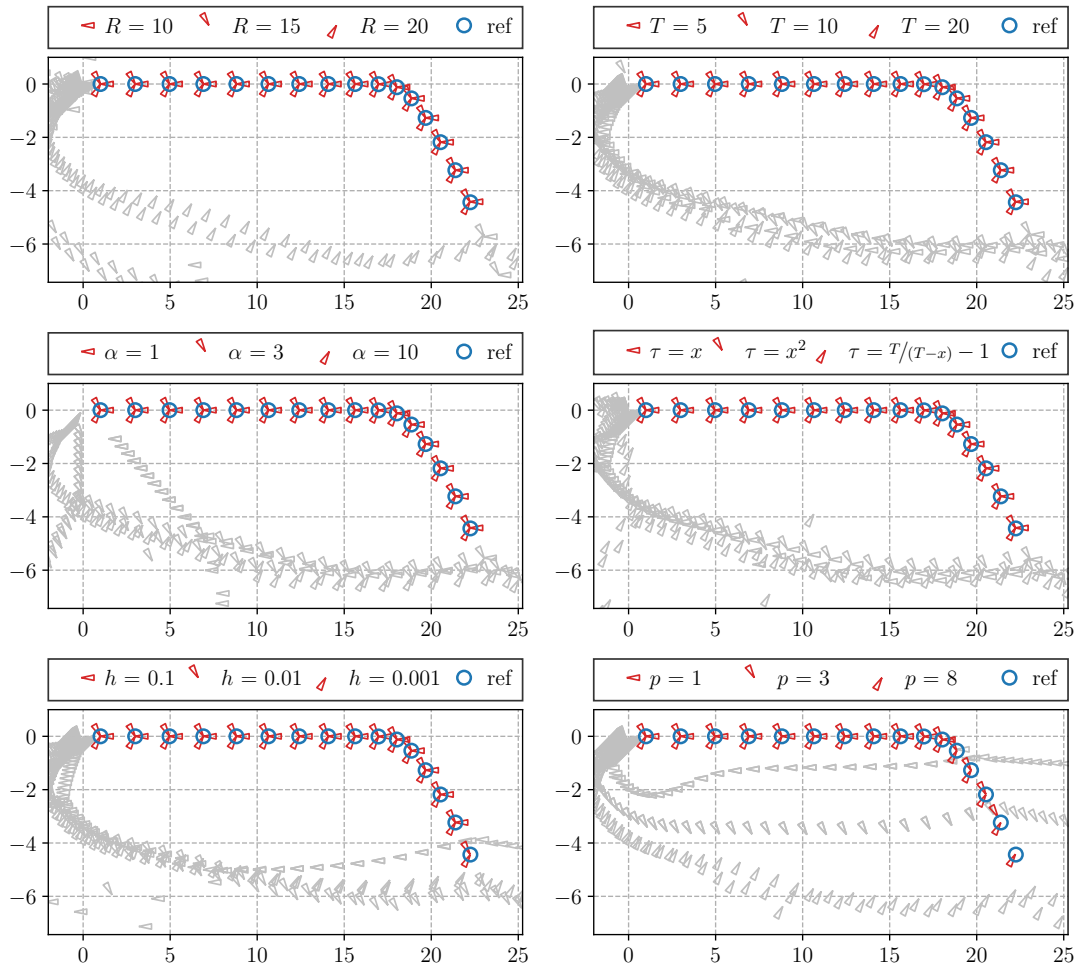 R = 10 R = 15 R = 20 ref
T = 5 T = 10 T = 20 ref
0
−2
−4
−6
0 5 10 15 20 25
0
−2
−4
−6
0 5 10 15 20 25
α = 1 α = 3 α = 10 ref
τ = x τ = x² τ = T/(T−x) − 1 ref
0
−2
−4
−6
0 5 10 15 20 25
0
−2
−4
−6
0 5 10 15 20 25
h = 0.1 h = 0.01 h = 0.001 ref
p = 1 p = 3 p = 8 ref
0
−2
−4
−6
0 5 10 15 20 25
0
−2
−4
−6
0 5 10 15 20 25